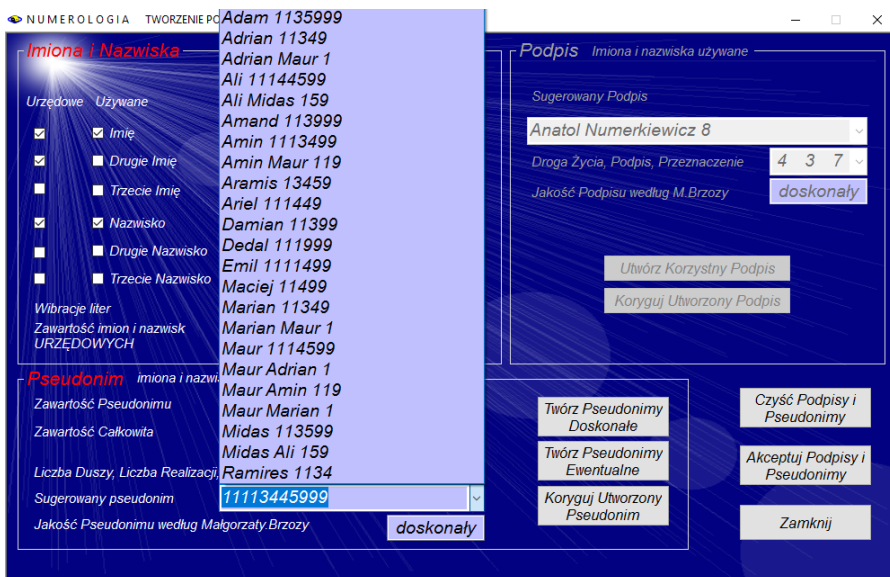 NUMEROLOGIA TWORZENIE PO
Imiona i Nazwiska
Urzędowe Używane
Imię
Drugie Imię
Trzecie Imię
Nazwisko
Drugie Nazwisko
Trzecie Nazwisko
Wibracje liter
Zawartość imion i nazwisk
URZĘDOWYCH
Adam 1135999
Adrian 11349
Adrian Maur 1
Ali 11144599
Ali Midas 159
Amand 113999
Amin 1113499
Amin Maur 119
Aramis 13459
Ariel 111449
Damian 11399
Dedal 111999
Emil 1111499
Maciej 11499
Marian 11349
Marian Maur 1
Maur 1114599
Maur Adrian 1
Maur Amin 119
Maur Marian 1
Midas 113599
Midas Ali 159
Ramires 1134
Podpis Imiona i nazwiska używane
Sugerowany Podpis
Anatol Numerkiewicz 8
Droga Życia, Podpis, Przeznaczenie 4 3 7
Jakość Podpisu według M.Brzozy doskonały
Utwórz Korzystny Podpis
Koryguj Utworzony Podpis
Pseudonim imiona i nazwi
Zawartość Pseudonimu
Zawartość Całkowita
Liczba Duszy, Liczba Realizacji,
Sugerowany pseudonim 11113445999
Jakość Pseudonimu według Małgorzaty.Brzozy doskonały
Twórz Pseudonimy
Doskonałe
Twórz Pseudonimy
Ewentualne
Koryguj Utworzony
Pseudonim
Czyść Podpisy i
Pseudonimy
Akceptuj Podpisy i
Pseudonimy
Zamknij